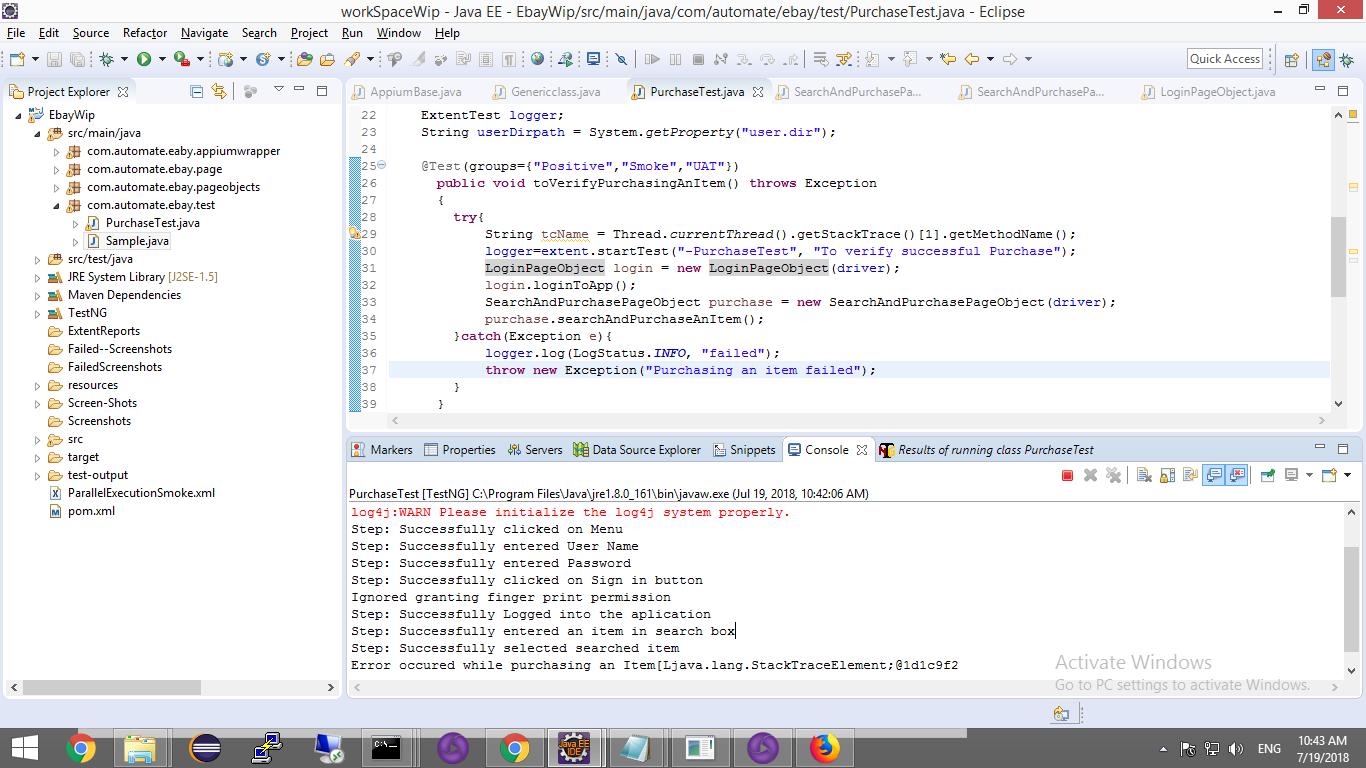 workSpaceWip - Java EE - EbayWip/src/main/java/com/automate/ebay/test/PurchaseTest.java - Eclipse
File Edit Source Refactor Navigate Search Project Run Window Help
Quick Access
Project Explorer
EbayWip
src/main/java
com.automate.eaby.appiumwrapper
com.automate.ebay.page
com.automate.ebay.pageobjects
com.automate.ebay.test
PurchaseTest.java
Sample.java
src/test/java
JRE System Library [J2SE-1.5]
Maven Dependencies
TestNG
ExtentReports
Failed--Screenshots
FailedScreenshots
resources
Screen-Shots
Screenshots
src
target
test-output
ParallelExecutionSmoke.xml
pom.xml
AppiumBase.java Genericclass.java PurchaseTest.java SearchAndPurchasePa... SearchAndPurchasePa... LoginPageObject.java
22 ExtentTest logger;
23 String userDirpath = System.getProperty("user.dir");
24
25 @Test(groups={"Positive","Smoke","UAT"})
26 public void toVerifyPurchasingAnItem() throws Exception
27 {
28 try{
29 String tcName = Thread.currentThread().getStackTrace()[1].getMethodName();
30 logger=extent.startTest("-PurchaseTest", "To verify successful Purchase");
31 LoginPageObject login = new LoginPageObject(driver);
32 login.loginToApp();
33 SearchAndPurchasePageObject purchase = new SearchAndPurchasePageObject(driver);
34 purchase.searchAndPurchaseAnItem();
35 }catch(Exception e){
36 logger.log(LogStatus.INFO, "failed");
37 throw new Exception("Purchasing an item failed");
38 }
39 }
Markers Properties Servers Data Source Explorer Snippets Console Results of running class PurchaseTest
PurchaseTest [TestNG] C:\Program Files\Java\jre1.8.0_161\bin\javaw.exe (Jul 19, 2018, 10:42:06 AM)
log4j:WARN Please initialize the log4j system properly.
Step: Successfully clicked on Menu
Step: Successfully entered User Name
Step: Successfully entered Password
Step: Successfully clicked on Sign in button
Ignored granting finger print permission
Step: Successfully Logged into the aplication
Step: Successfully entered an item in search box
Step: Successfully selected searched item
Error occured while purchasing an Item[Ljava.lang.StackTraceElement;@1d1c9f2
Activate Windows
Go to PC settings to activate Windows.
Java EE
IDE
ENG
10:43 AM
7/19/2018